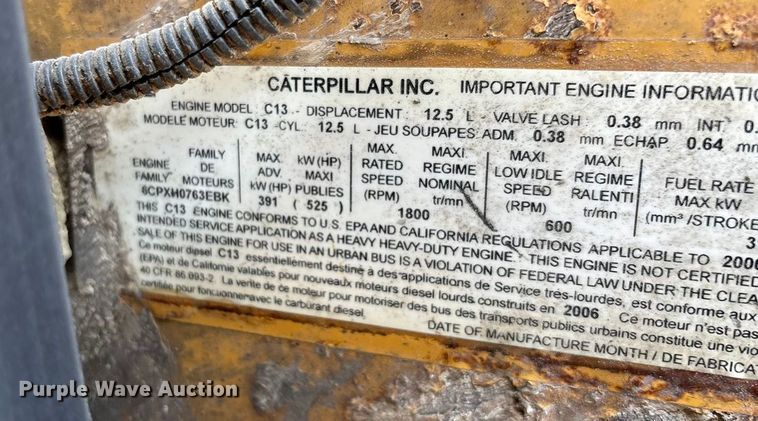 CATERPILLAR INC. IMPORTANT ENGINE INFORMATIO
ENGINE MODEL: C13 - DISPLACEMENT: 12.5 L - VALVE LASH : 0.38 mm INT 0.
MODELE MOTEUR: C13 -CYL: 12.5 L - JEU SOUPAPES ADM. 0.38 mm ECHAP. 0.64 mm
ENGINE FAMILY
FAMILY DE MOTEURS
6CPXH0763EBK
MAX. kW (HP)
ADV. MAXI
kW (HP) PUBLIES
391 (525)
MAX. MAXI.
RATED REGIME
SPEED NOMINAL
(RPM) tr/mn
1800
MAX. MAXI.
LOW IDLE REGIME
SPEED RALENTI
(RPM) tr/mn
600
FUEL RATE
MAX kW
(mm³ /STROKE
3
THIS C13 ENGINE CONFORMS TO U.S. EPA AND CALIFORNIA REGULATIONS APPLICABLE TO 2006
INTENDED SERVICE APPLICATION AS A HEAVY HEAVY-DUTY ENGINE. THIS ENGINE IS NOT CERTIFIED
SALE OF THIS ENGINE FOR USE IN AN URBAN BUS IS A VIOLATION OF FEDERAL LAW UNDER THE CLEA
Ce moteur diesel C13 essentiellement destiné à des applications de Service très-lourdes, est conforme aux
(EPA) et de Californie valables pour nouveaux moteurs diesel lourds construits en 2006 Ce moteur n'est pas
40 CFR 86 093-2 La verite de ce moteur pour motoriser des bus des transports publics urbains constitue une vio
certifié pour fonctionner avec le carburant diesel.
DATE OF MANUFACTURE MONTH / DE FABRICAT
Purple Wave Auction